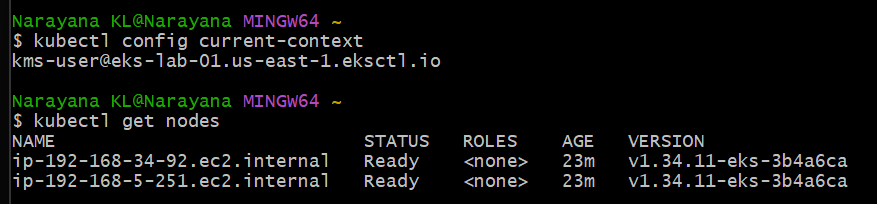 Narayana KL@Narayana MINGW64 ~
$ kubectl config current-context
kms-user@eks-lab-01.us-east-1.eksctl.io
Narayana KL@Narayana MINGW64 ~
$ kubectl get nodes
NAME STATUS ROLES AGE VERSION
ip-192-168-34-92.ec2.internal Ready <none> 23m v1.34.11-eks-3b4a6ca
ip-192-168-5-251.ec2.internal Ready <none> 23m v1.34.11-eks-3b4a6ca